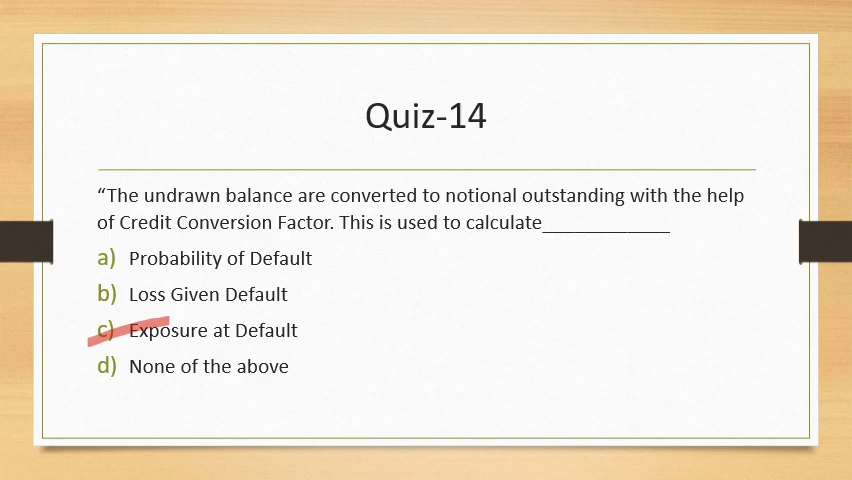 Quiz-14
“The undrawn balance are converted to notional outstanding with the help
of Credit Conversion Factor. This is used to calculate____________
a) Probability of Default
b) Loss Given Default
c) Exposure at Default
d) None of the above